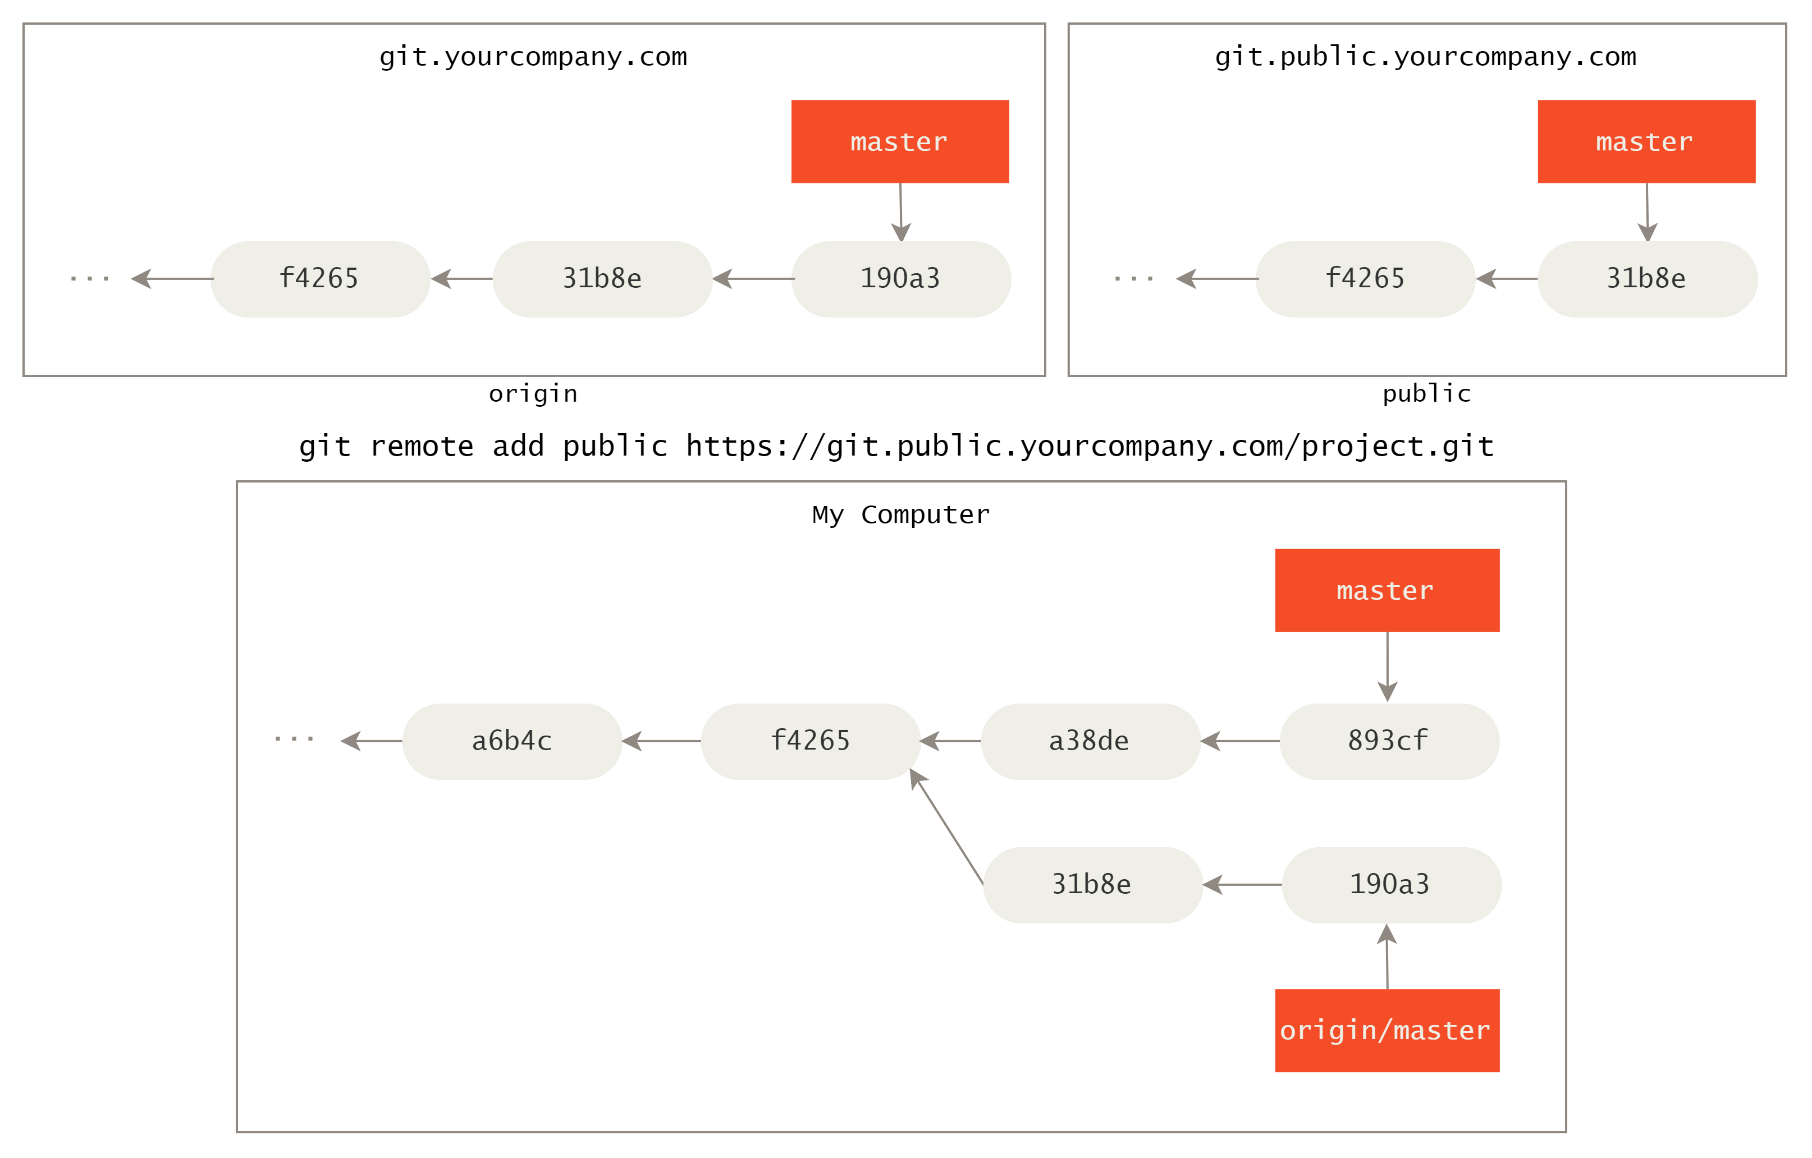 git.yourcompany.com
master
... f4265 31b8e 190a3
origin
git.public.yourcompany.com
master
... f4265 31b8e
public
git remote add public https://git.public.yourcompany.com/project.git
My Computer
master
... a6b4c f4265 a38de 893cf
31b8e 190a3
origin/master